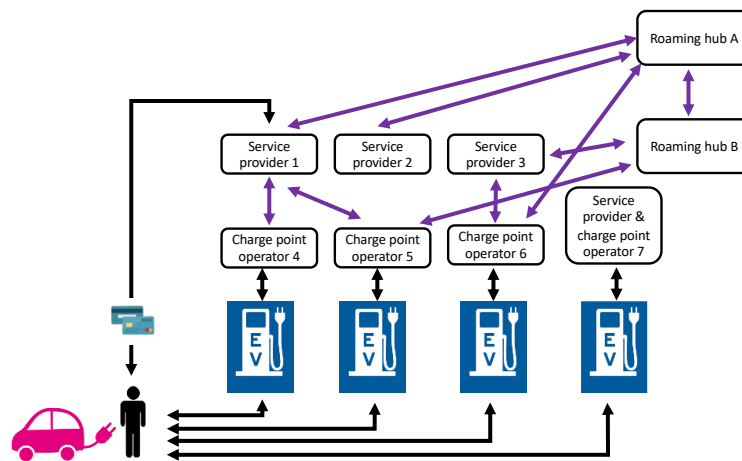 Roaming hub A
Roaming hub B
Service
provider 1
Service
provider 2
Service
provider 3
Service
provider &
charge point
operator 7
Charge point
operator 4
Charge point
operator 5
Charge point
operator 6
E
V
E
V
E
V
E
V